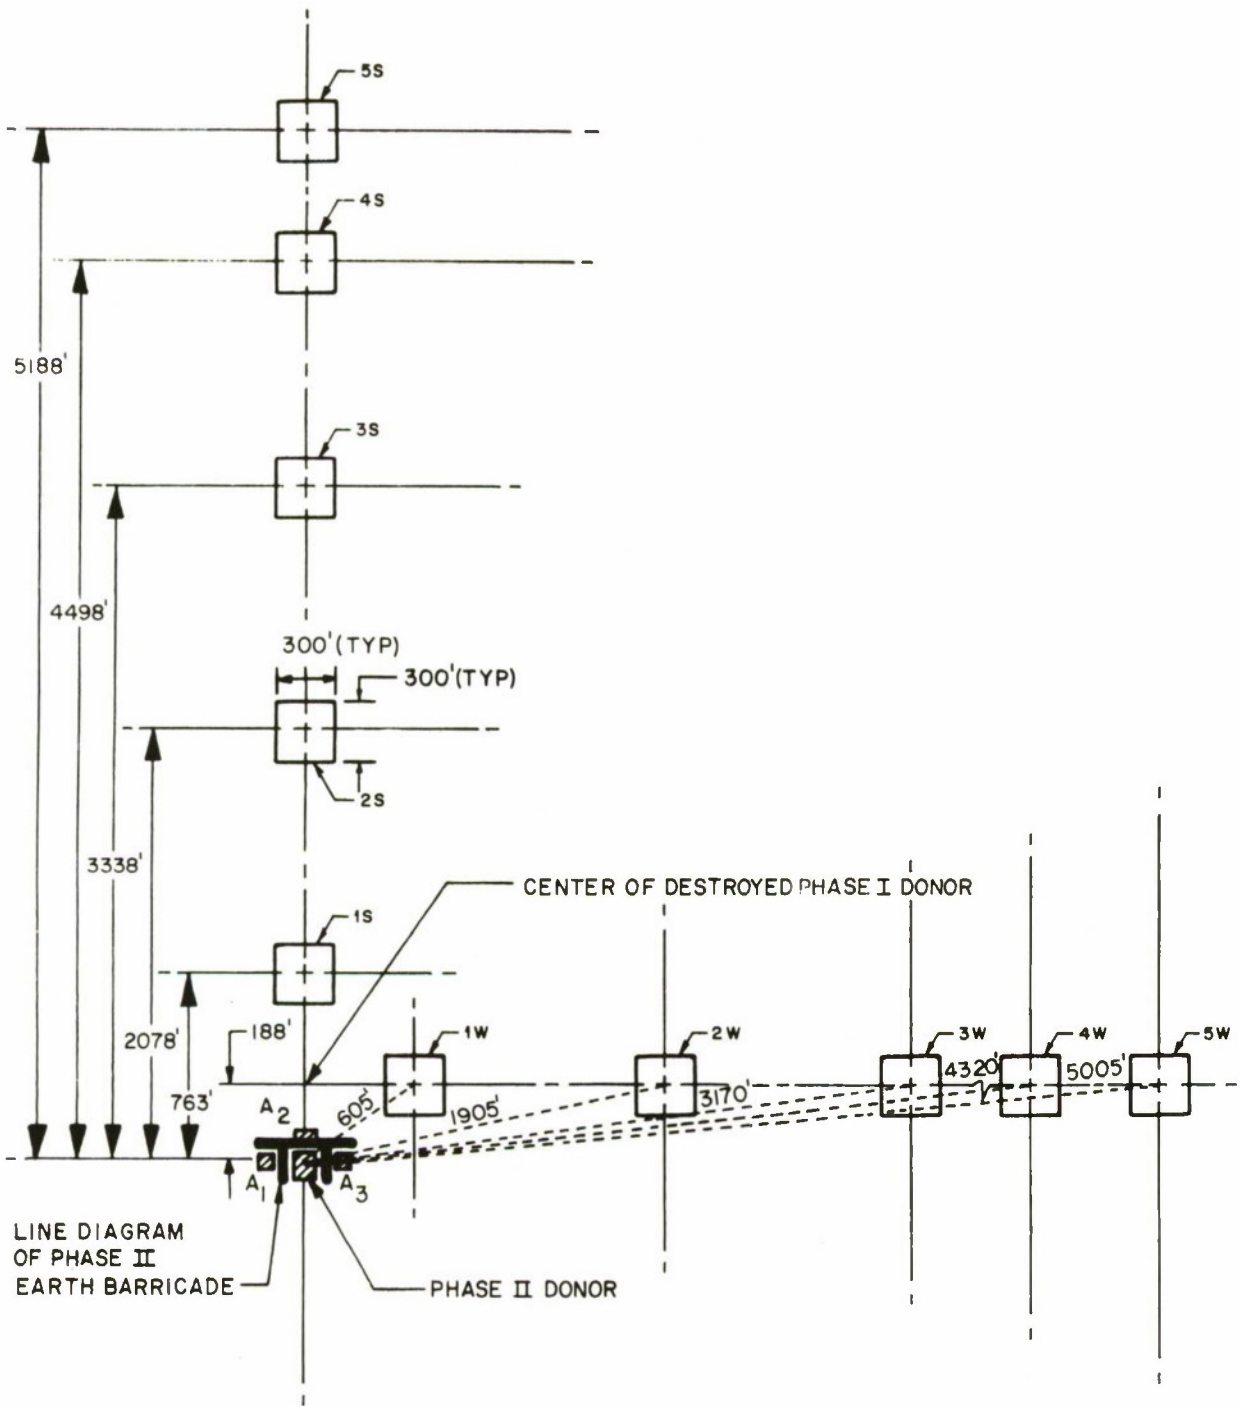 5S
4S
5188'
3S
4498'
300'(TYP)
300'(TYP)
2S
3338'
CENTER OF DESTROYED PHASE I DONOR
1S
188'
2078'
1W
2W
3W
4W
5W
763'
A2
605'
1905'
3170'
4320'
5005'
A1
A3
LINE DIAGRAM
OF PHASE II
EARTH BARRICADE
PHASE II DONOR